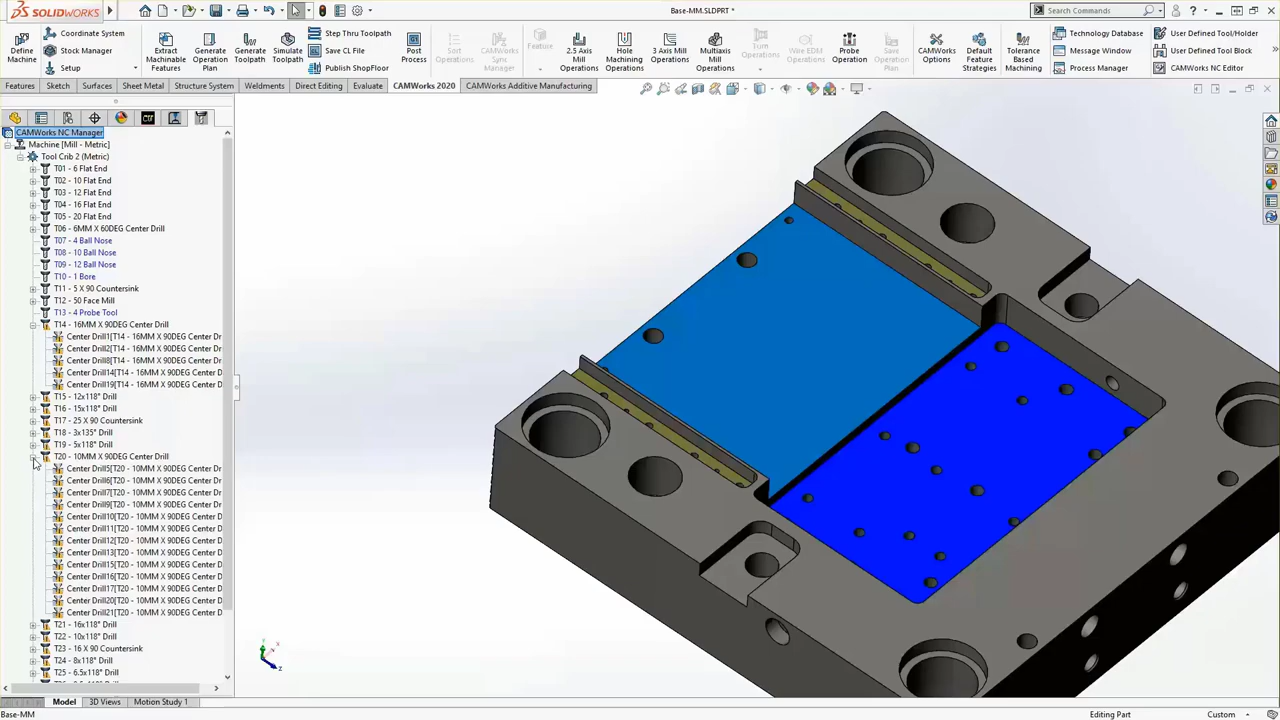 SOLIDWORKS
Base-MM.SLDPRT *
Search Commands
Define Machine
Coordinate System
Stock Manager
Setup
Extract Machinable Features
Generate Operation Plan
Generate Toolpath
Simulate Toolpath
Step Thru Toolpath
Save CL File
Publish ShopFloor
Post Process
Sort Operations
CAMWorks Sync Manager
Feature
2.5 Axis Mill Operations
Hole Machining Operations
3 Axis Mill Operations
Multiaxis Mill Operations
Turn Operations
Wire EDM Operations
Probe Operation
Save Operation Plan
CAMWorks Options
Default Feature Strategies
Tolerance Based Machining
Technology Database
Message Window
Process Manager
User Defined Tool/Holder
User Defined Tool Block
CAMWorks NC Editor
Features
Sketch
Surfaces
Sheet Metal
Structure System
Weldments
Direct Editing
Evaluate
CAMWorks 2020
CAMWorks Additive Manufacturing
CAMWorks NC Manager
Machine [Mill - Metric]
Tool Crib 2 (Metric)
T01 - 6 Flat End
T02 - 10 Flat End
T03 - 12 Flat End
T04 - 16 Flat End
T05 - 20 Flat End
T06 - 6MM X 60DEG Center Drill
T07 - 4 Ball Nose
T08 - 10 Ball Nose
T09 - 12 Ball Nose
T10 - 1 Bore
T11 - 5 X 90 Countersink
T12 - 50 Face Mill
T13 - 4 Probe Tool
T14 - 16MM X 90DEG Center Drill
Center Drill1[T14 - 16MM X 90DEG Center Dr
Center Drill2[T14 - 16MM X 90DEG Center Dr
Center Drill8[T14 - 16MM X 90DEG Center Dr
Center Drill14[T14 - 16MM X 90DEG Center D
Center Drill19[T14 - 16MM X 90DEG Center D
T15 - 12x118° Drill
T16 - 15x118° Drill
T17 - 25 X 90 Countersink
T18 - 3x135° Drill
T19 - 5x118° Drill
T20 - 10MM X 90DEG Center Drill
Center Drill5[T20 - 10MM X 90DEG Center Dr
Center Drill6[T20 - 10MM X 90DEG Center Dr
Center Drill7[T20 - 10MM X 90DEG Center Dr
Center Drill9[T20 - 10MM X 90DEG Center Dr
Center Drill10[T20 - 10MM X 90DEG Center D
Center Drill11[T20 - 10MM X 90DEG Center D
Center Drill12[T20 - 10MM X 90DEG Center D
Center Drill13[T20 - 10MM X 90DEG Center D
Center Drill15[T20 - 10MM X 90DEG Center D
Center Drill16[T20 - 10MM X 90DEG Center D
Center Drill17[T20 - 10MM X 90DEG Center D
Center Drill20[T20 - 10MM X 90DEG Center D
Center Drill21[T20 - 10MM X 90DEG Center D
T21 - 16x118° Drill
T22 - 10x118° Drill
T23 - 16 X 90 Countersink
T24 - 8x118° Drill
T25 - 6.5x118° Drill
Model
3D Views
Motion Study 1
Base-MM
Editing Part
Custom